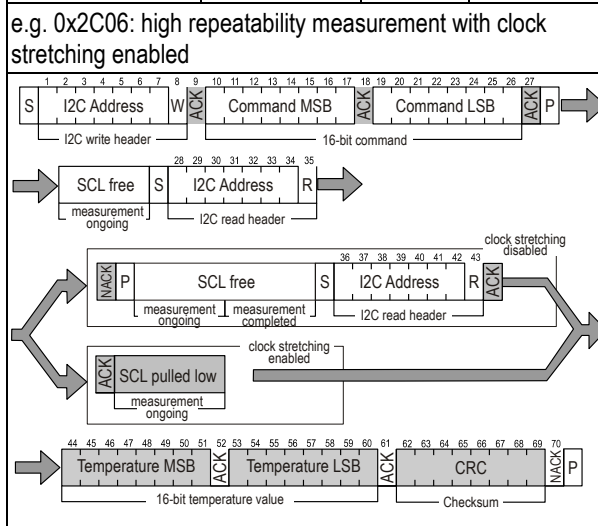 e.g. 0x2C06: high repeatability measurement with clock
stretching enabled
1 2 3 4 5 6 7 8 9 10 11 12 13 14 15 16 17 18 19 20 21 22 23 24 25 26 27
S I2C Address W ACK Command MSB ACK Command LSB ACK P
I2C write header 16-bit command
28 29 30 31 32 33 34 35
SCL free S I2C Address R
measurement
ongoing
I2C read header
clock stretching
disabled
36 37 38 39 40 41 42 43
NACK P SCL free S I2C Address R ACK
measurement
ongoing
measurement
completed
I2C read header
clock stretching
enabled
ACK SCL pulled low
measurement
ongoing
44 45 46 47 48 49 50 51 52 53 54 55 56 57 58 59 60 61 62 63 64 65 66 67 68 69 70
Temperature MSB ACK Temperature LSB ACK CRC NACK P
16-bit temperature value Checksum